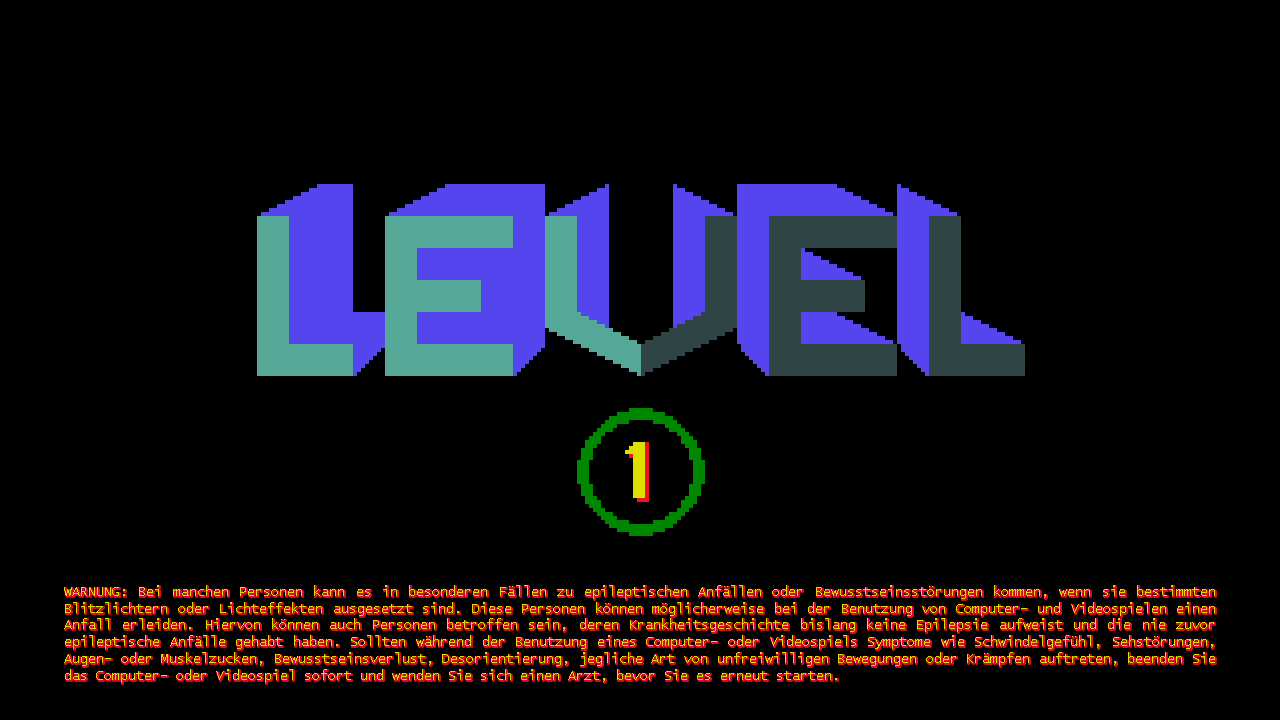 LEVEL
1
WARNUNG: Bei manchen Personen kann es in besonderen Fällen zu epileptischen Anfällen oder Bewusstseinsstörungen kommen, wenn sie bestimmten
Blitzlichtern oder Lichteffekten ausgesetzt sind. Diese Personen können möglicherweise bei der Benutzung von Computer- und Videospielen einen
Anfall erleiden. Hiervon können auch Personen betroffen sein, deren Krankheitsgeschichte bislang keine Epilepsie aufweist und die nie zuvor
epileptische Anfälle gehabt haben. Sollten während der Benutzung eines Computer- oder Videospiels Symptome wie Schwindelgefühl, Sehstörungen,
Augen- oder Muskelzucken, Bewusstseinsverlust, Desorientierung, jegliche Art von unfreiwilligen Bewegungen oder Krämpfen auftreten, beenden Sie
das Computer- oder Videospiel sofort und wenden Sie sich einen Arzt, bevor Sie es erneut starten.